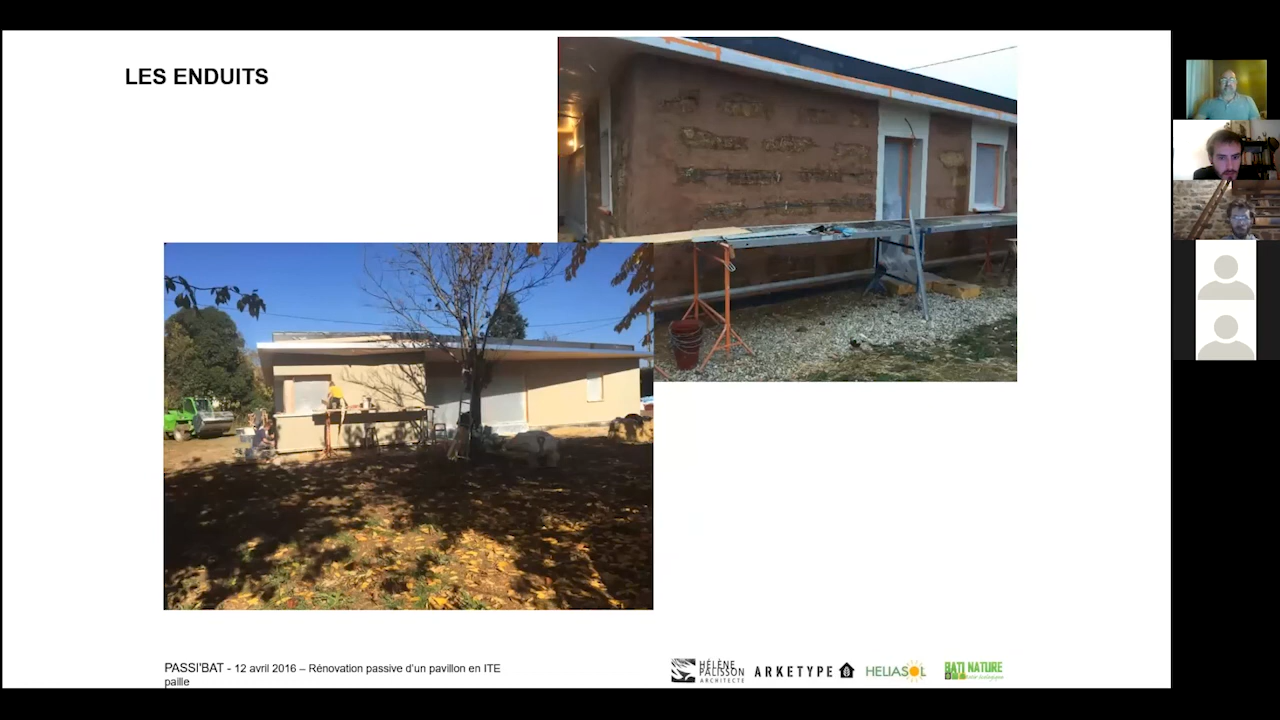 LES ENDUITS
PASSI'BAT - 12 avril 2016 – Rénovation passive d'un pavillon en ITE
paille
HÉLÈNE
PALISSON
ARCHITECTE
ARKETYPE
HELIASOL
BATI NATURE